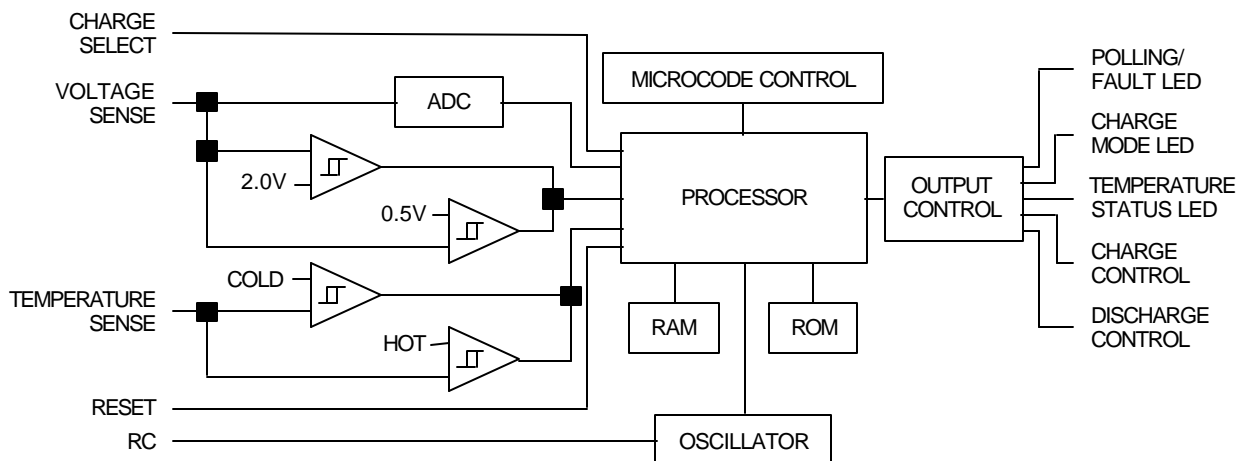 CHARGE
SELECT
VOLTAGE
SENSE
ADC
2.0V
0.5V
COLD
TEMPERATURE
SENSE
HOT
RESET
RC
MICROCODE CONTROL
PROCESSOR
RAM
ROM
OSCILLATOR
OUTPUT
CONTROL
POLLING/
FAULT LED
CHARGE
MODE LED
TEMPERATURE
STATUS LED
CHARGE
CONTROL
DISCHARGE
CONTROL